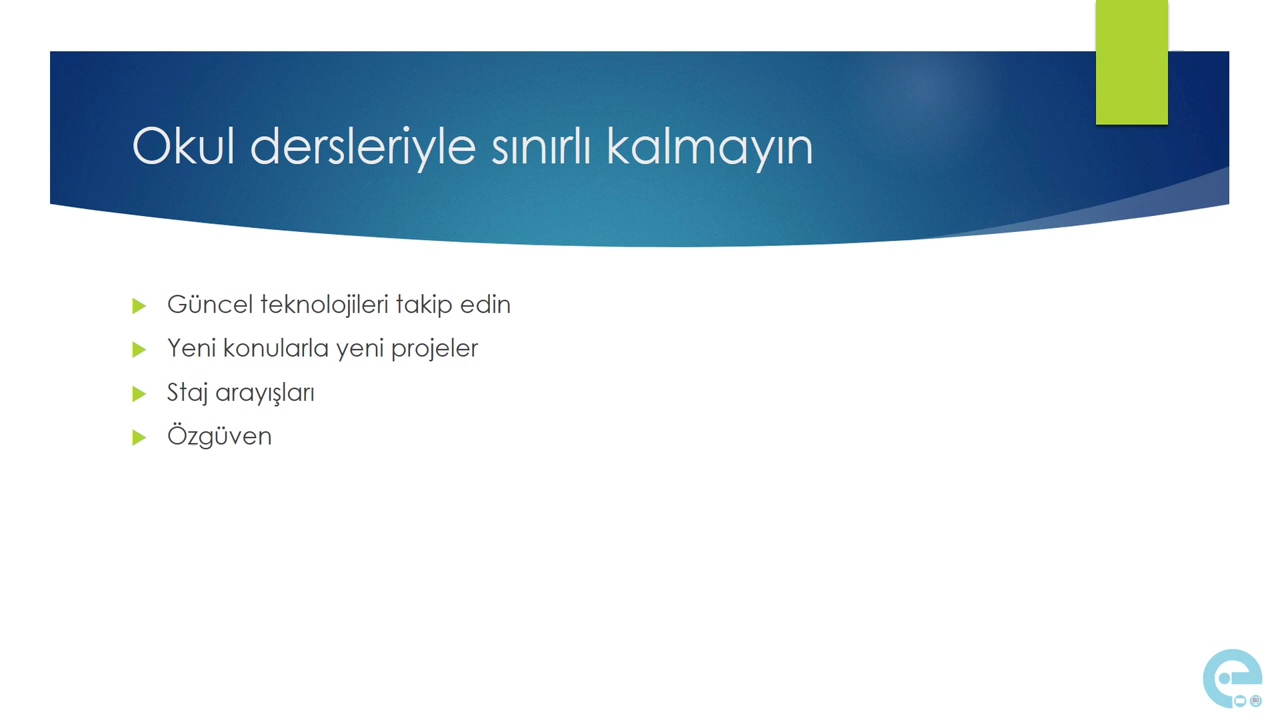 Okul dersleriyle sınırlı kalmayın
Güncel teknolojileri takip edin
Yeni konularla yeni projeler
Staj arayışları
Özgüven